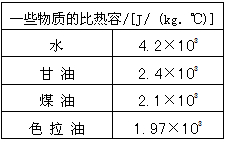 一些物质的比热容/[J/ (kg. ℃)]
水 4.2×10³
甘 油 2.4×10³
煤 油 2.1×10³
色 拉 油 1.97×10³